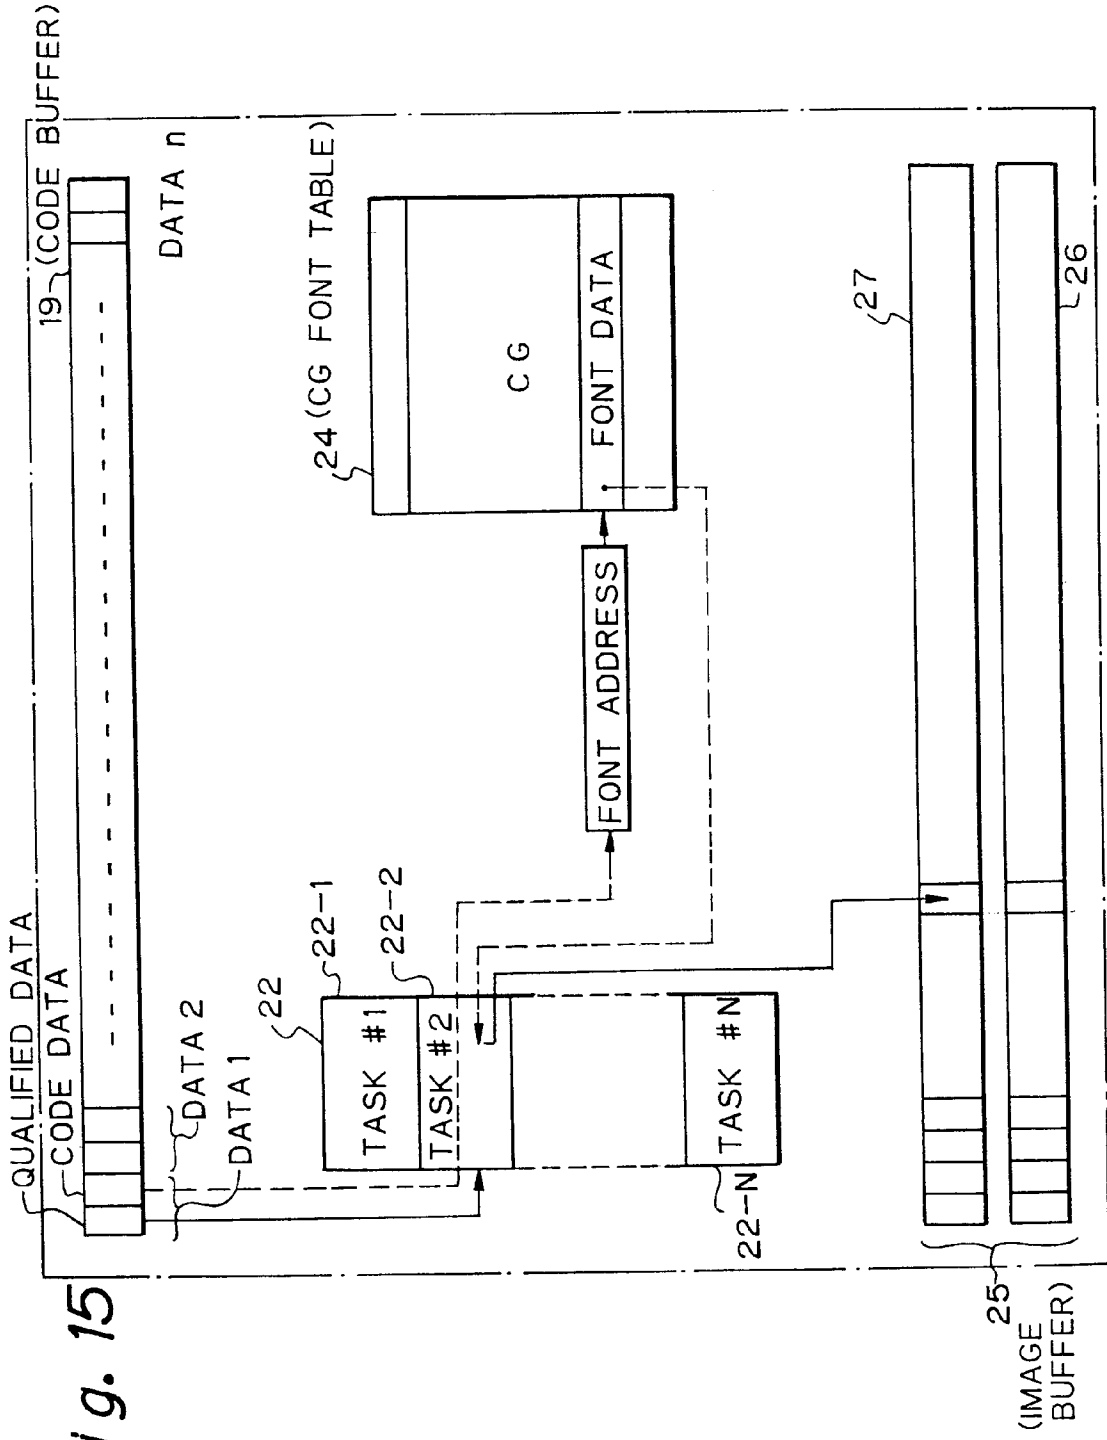 ig. 15
QUALIFIED DATA
CODE DATA
19 (CODE BUFFER)
DATA 2
DATA 1
DATA n
22
22-1
22-2
TASK #1
TASK #2
TASK #N
22-N
24 (CG FONT TABLE)
CG
FONT DATA
FONT ADDRESS
27
26
25
(IMAGE
BUFFER)